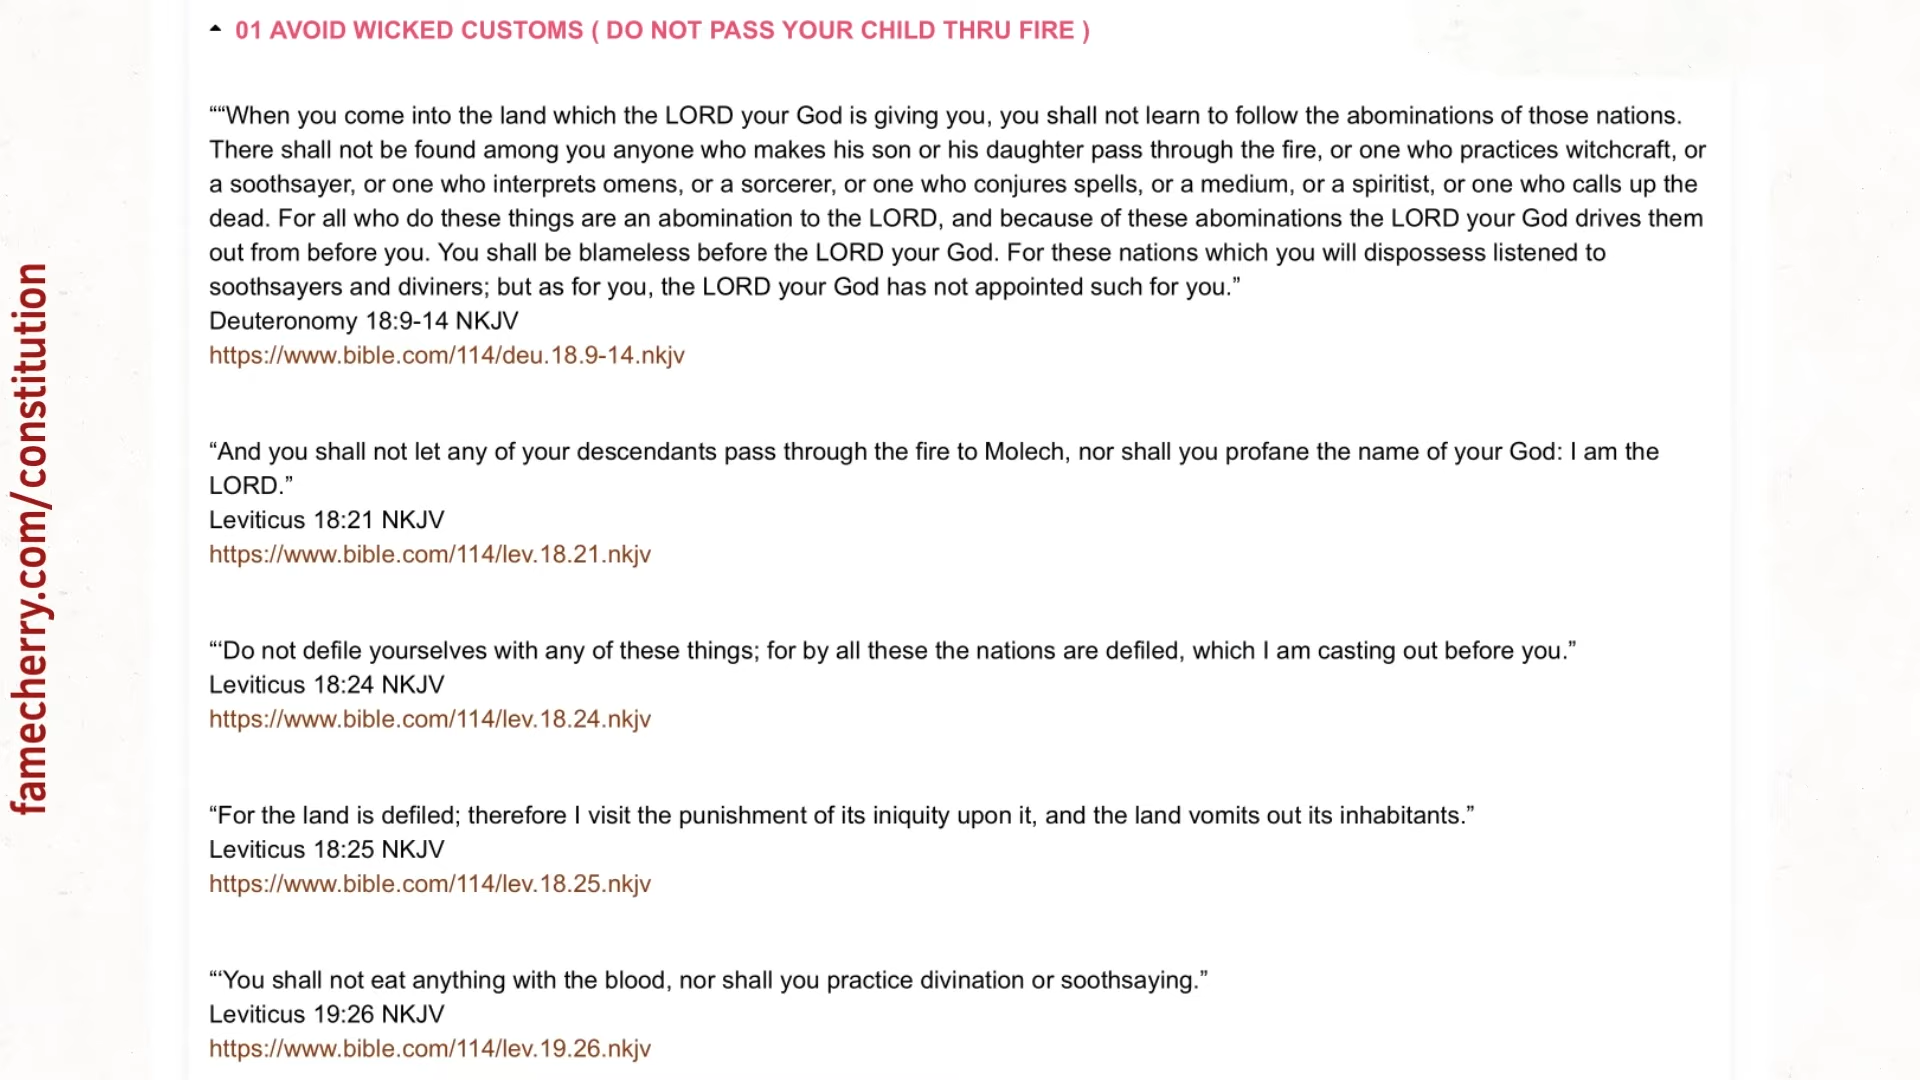 01 AVOID WICKED CUSTOMS ( DO NOT PASS YOUR CHILD THRU FIRE )
““When you come into the land which the LORD your God is giving you, you shall not learn to follow the abominations of those nations.
There shall not be found among you anyone who makes his son or his daughter pass through the fire, or one who practices witchcraft, or
a soothsayer, or one who interprets omens, or a sorcerer, or one who conjures spells, or a medium, or a spiritist, or one who calls up the
dead. For all who do these things are an abomination to the LORD, and because of these abominations the LORD your God drives them
out from before you. You shall be blameless before the LORD your God. For these nations which you will dispossess listened to
soothsayers and diviners; but as for you, the LORD your God has not appointed such for you.”
Deuteronomy 18:9-14 NKJV
https://www.bible.com/114/deu.18.9-14.nkjv
“And you shall not let any of your descendants pass through the fire to Molech, nor shall you profane the name of your God: I am the
LORD.”
Leviticus 18:21 NKJV
https://www.bible.com/114/lev.18.21.nkjv
“‘Do not defile yourselves with any of these things; for by all these the nations are defiled, which I am casting out before you.”
Leviticus 18:24 NKJV
https://www.bible.com/114/lev.18.24.nkjv
“For the land is defiled; therefore I visit the punishment of its iniquity upon it, and the land vomits out its inhabitants.”
Leviticus 18:25 NKJV
https://www.bible.com/114/lev.18.25.nkjv
“‘You shall not eat anything with the blood, nor shall you practice divination or soothsaying.”
Leviticus 19:26 NKJV
https://www.bible.com/114/lev.19.26.nkjv
famecherry.com/constitution